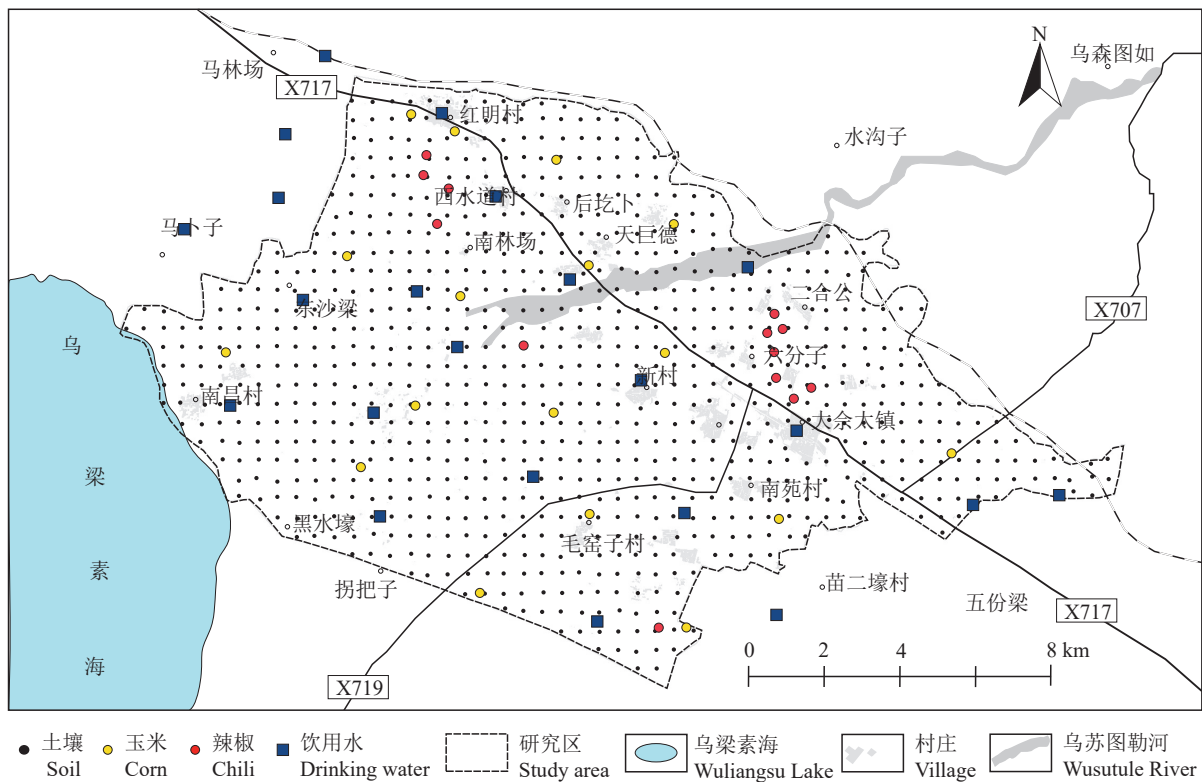 N
乌森图如
马林场
X717
红明村
水沟子
西水道村
后圪卜
马卜子
南林场
天巨德
东沙梁
二合公
X707
乌
梁
素
海
六分子
新村
南昌村
大佘太镇
南苑村
黑水壕
毛窑子村
拐把子
苗二壕村
五份梁
X717
0 2 4 8 km
X719
土壤 玉米 辣椒 饮用水 研究区 乌梁素海 村庄 乌苏图勒河
Soil Corn Chili Drinking water Study area Wuliangsu Lake Village Wusutule River